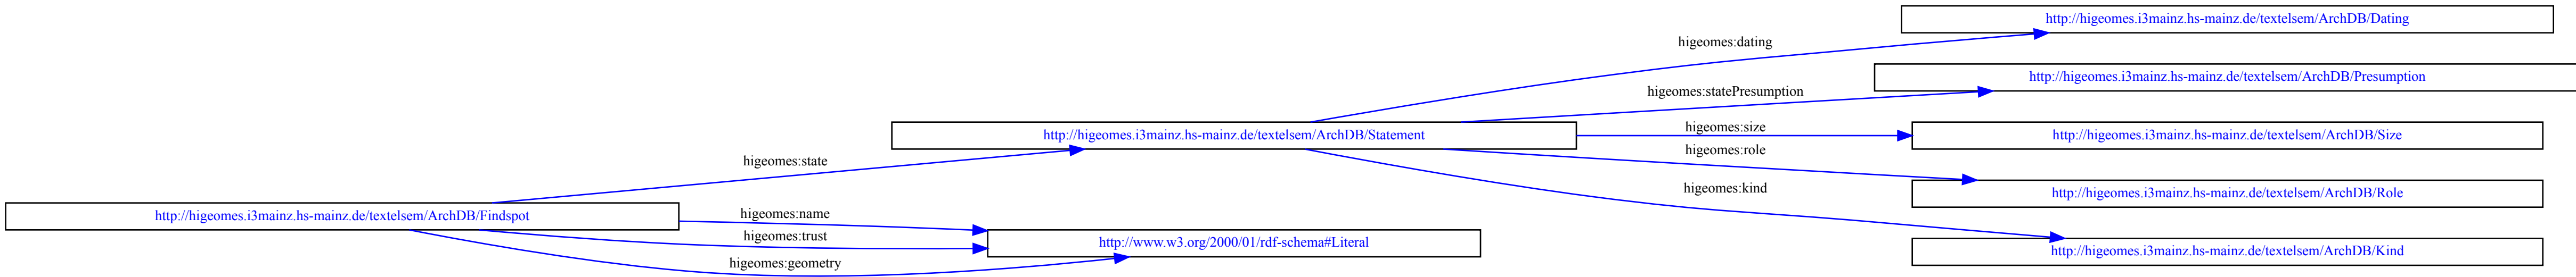 http://higeomes.i3mainz.hs-mainz.de/textelsem/ArchDB/Dating
higeomes:dating
http://higeomes.i3mainz.hs-mainz.de/textelsem/ArchDB/Presumption
higeomes:statePresumption
http://higeomes.i3mainz.hs-mainz.de/textelsem/ArchDB/Statement
higeomes:size
http://higeomes.i3mainz.hs-mainz.de/textelsem/ArchDB/Size
higeomes:role
higeomes:state
higeomes:kind
http://higeomes.i3mainz.hs-mainz.de/textelsem/ArchDB/Role
http://higeomes.i3mainz.hs-mainz.de/textelsem/ArchDB/Findspot
higeomes:name
higeomes:trust
http://www.w3.org/2000/01/rdf-schema#Literal
http://higeomes.i3mainz.hs-mainz.de/textelsem/ArchDB/Kind
higeomes:geometry